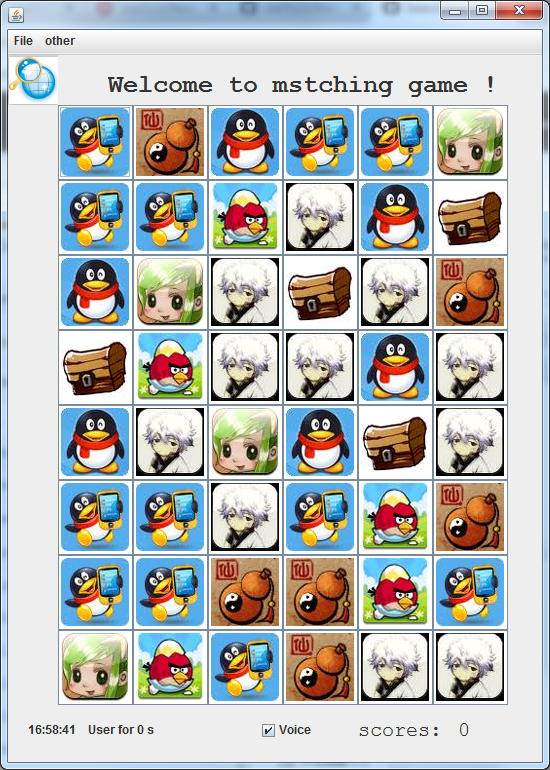 File other
Welcome to mstching game !
16:58:41 User for 0 s Voice scores: 0